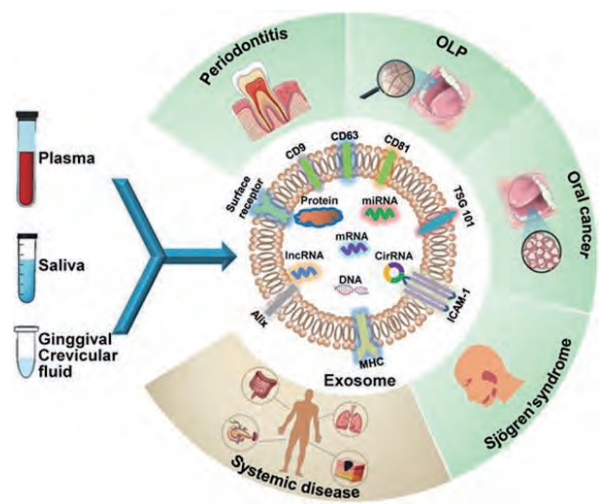 Periodontitis
OLP
Oral cancer
Sjögren'syndrome
Systemic disease
Plasma
Saliva
Ginggival
Crevicular
fluid
Surface
receptor
CD9
CD63
CD81
TSG 101
ICAM-1
MHC
Alix
Protein
miRNA
mRNA
lncRNA
CirRNA
DNA
Exosome